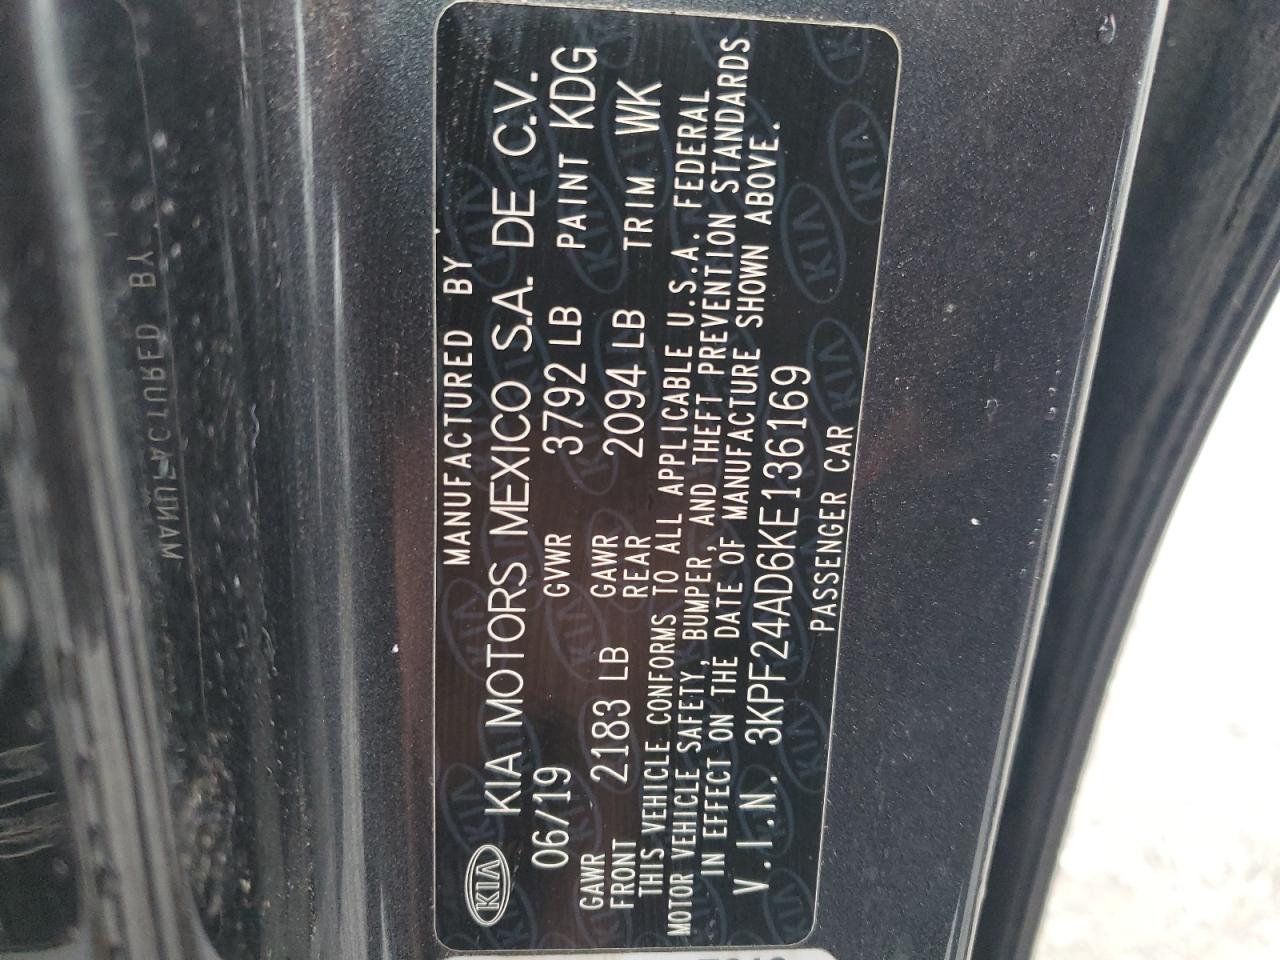 MANUFACTURED BY
KIA KIA MOTORS MEXICO S.A. DE C.V.
06/19 GVWR 3792 LB PAINT KDG
GAWR FRONT 2183 LB GAWR REAR 2094 LB TRIM WK
THIS VEHICLE CONFORMS TO ALL APPLICABLE U.S.A. FEDERAL
MOTOR VEHICLE SAFETY, BUMPER, AND THEFT PREVENTION STANDARDS
IN EFFECT ON THE DATE OF MANUFACTURE SHOWN ABOVE.
V.I.N. 3KPF24AD6KE136169
PASSENGER CAR
MANUFACTURED BY